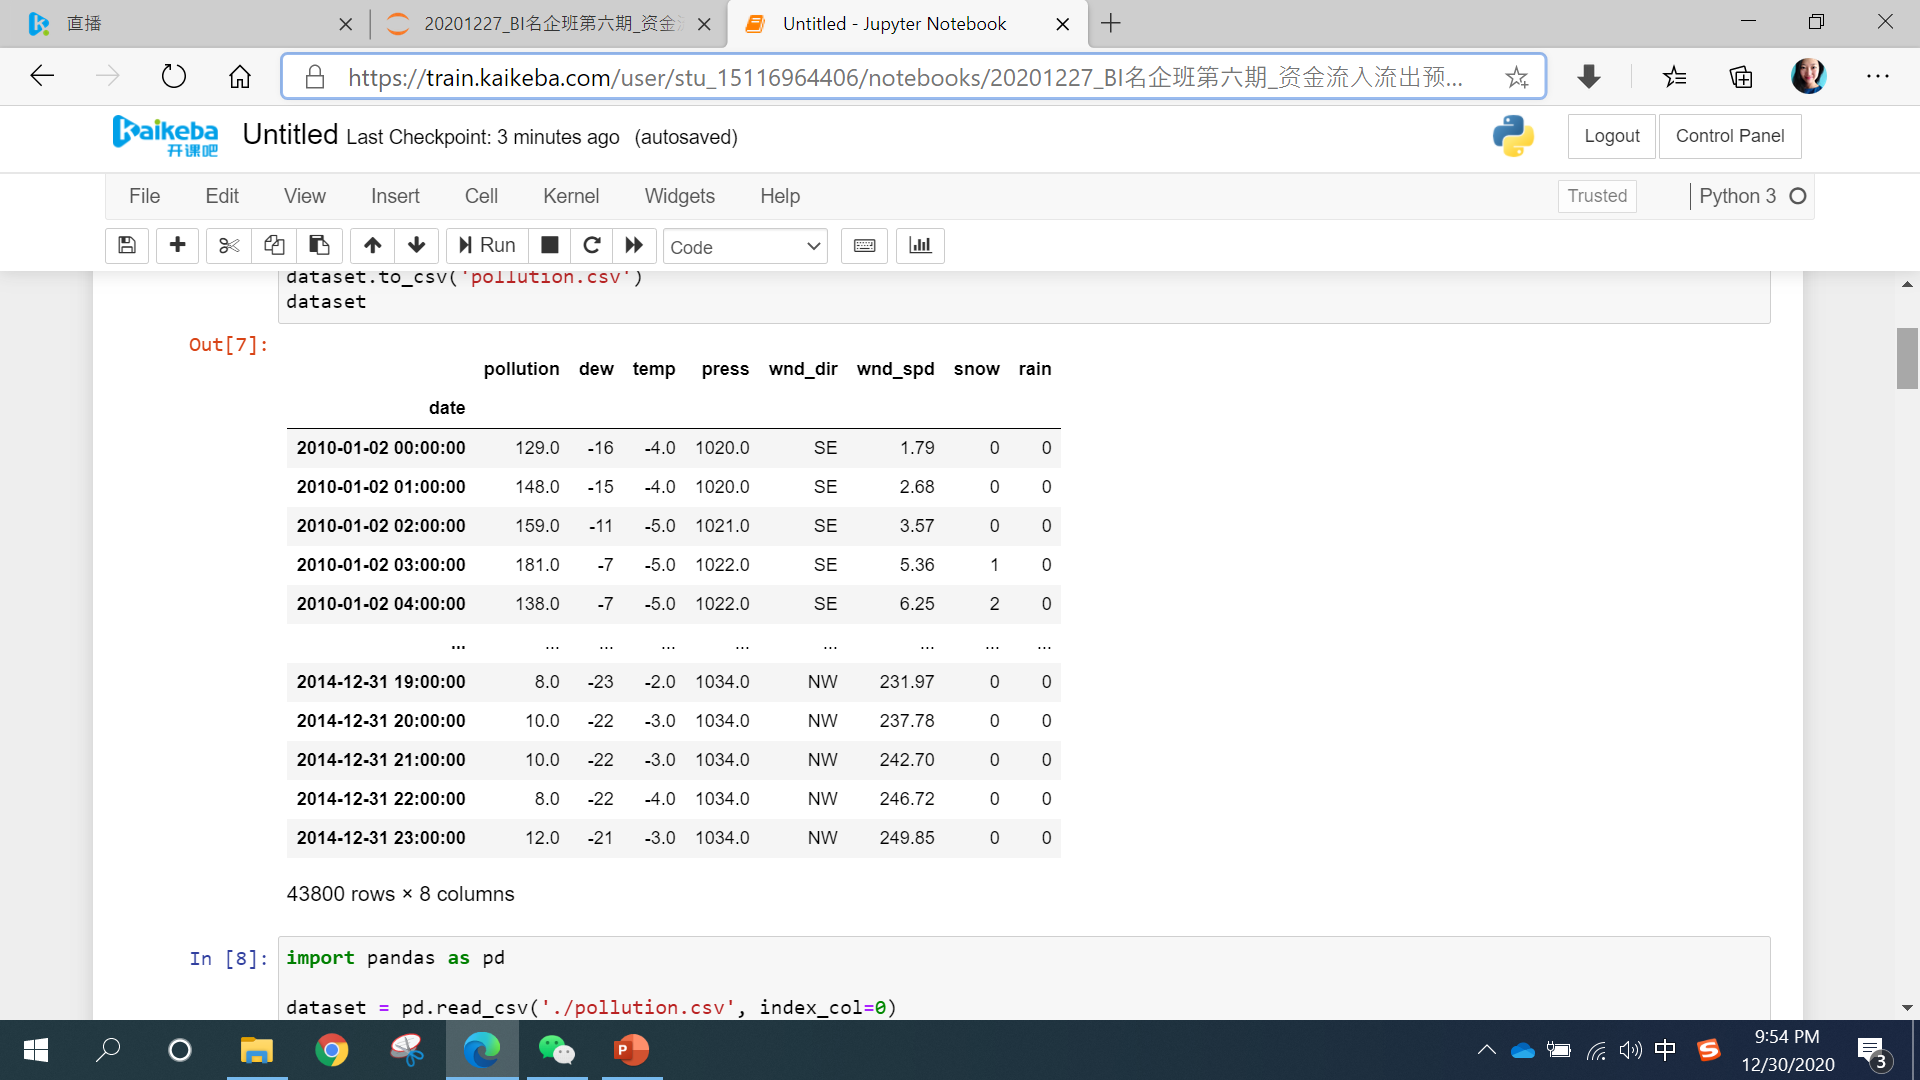 直播
20201227_BI名企班第六期_资金
Untitled - Jupyter Notebook
https://train.kaikeba.com/user/stu_15116964406/notebooks/20201227_BI名企班第六期_资金流入流出预...
Kaikeba
开课吧
Untitled Last Checkpoint: 3 minutes ago (autosaved)
Logout
Control Panel
File Edit View Insert Cell Kernel Widgets Help
Trusted
Python 3
Run
Code
dataset.to_csv('pollution.csv')
dataset
Out[7]:
pollution dew temp press wnd_dir wnd_spd snow rain
date
2010-01-02 00:00:00 129.0 -16 -4.0 1020.0 SE 1.79 0 0
2010-01-02 01:00:00 148.0 -15 -4.0 1020.0 SE 2.68 0 0
2010-01-02 02:00:00 159.0 -11 -5.0 1021.0 SE 3.57 0 0
2010-01-02 03:00:00 181.0 -7 -5.0 1022.0 SE 5.36 1 0
2010-01-02 04:00:00 138.0 -7 -5.0 1022.0 SE 6.25 2 0
... ... ... ... ... ... ... ... ...
2014-12-31 19:00:00 8.0 -23 -2.0 1034.0 NW 231.97 0 0
2014-12-31 20:00:00 10.0 -22 -3.0 1034.0 NW 237.78 0 0
2014-12-31 21:00:00 10.0 -22 -3.0 1034.0 NW 242.70 0 0
2014-12-31 22:00:00 8.0 -22 -4.0 1034.0 NW 246.72 0 0
2014-12-31 23:00:00 12.0 -21 -3.0 1034.0 NW 249.85 0 0
43800 rows × 8 columns
In [8]: import pandas as pd
dataset = pd.read_csv('./pollution.csv', index_col=0)
中
9:54 PM
12/30/2020
3